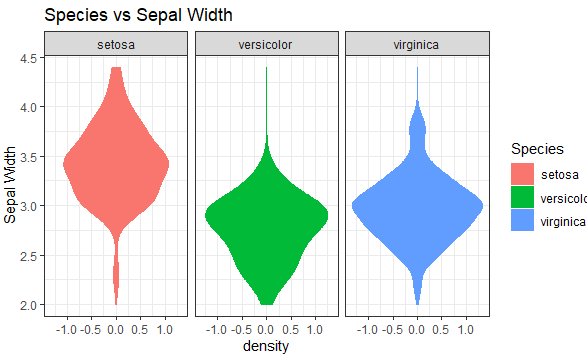 Species vs Sepal Width
setosa versicolor virginica
4.5
4.0
3.5
3.0
2.5
2.0
Sepal Width
-1.0 -0.5 0.0 0.5 1.0 -1.0 -0.5 0.0 0.5 1.0 -1.0 -0.5 0.0 0.5 1.0
density
Species
setosa
versicolo
virginica